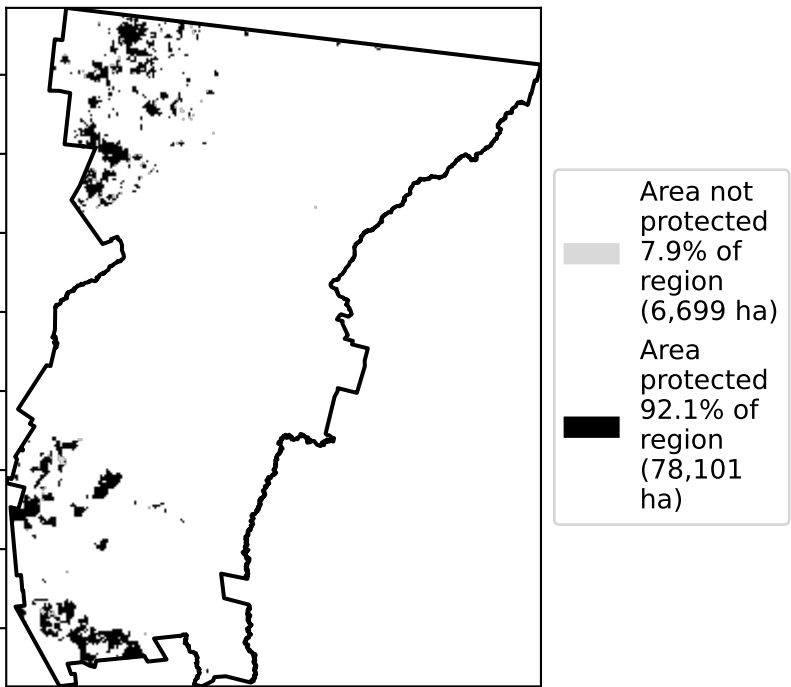 Area not
protected
7.9% of
region
(6,699 ha)
Area
protected
92.1% of
region
(78,101
ha)